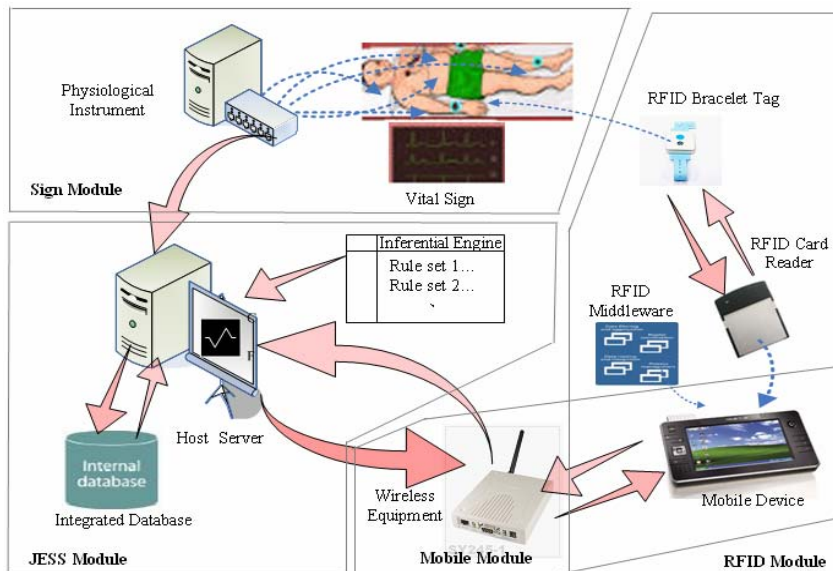 Physiological
Instrument
Sign Module
Vital Sign
RFID Bracelet Tag
RFID Card
Reader
RFID
Middleware
Inferential Engine
Rule set 1...
Rule set 2...
Host Server
Internal
database
Integrated Database
JESS Module
Wireless
Equipment
SY245-1
Mobile Module
Mobile Device
RFID Module